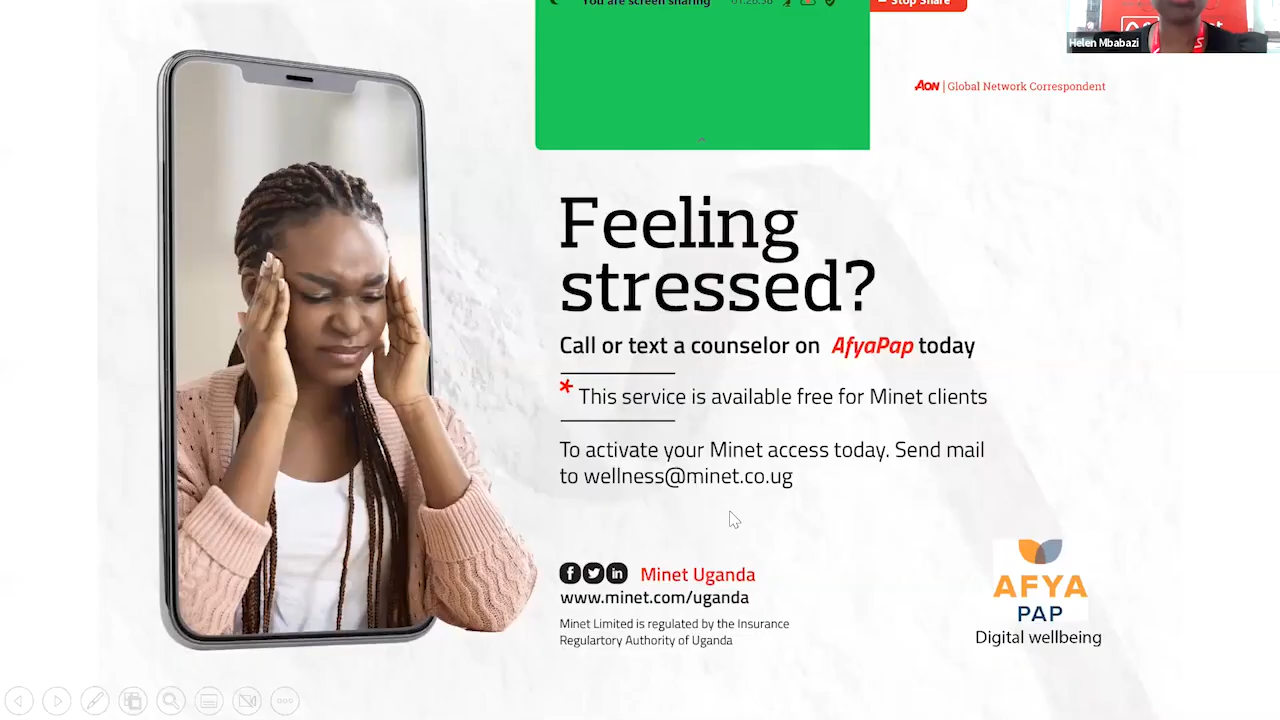 You are screen sharing
Stop Share
Helen Mbabazi
AON | Global Network Correspondent
Feeling
stressed?
Call or text a counselor on AfyaPap today
* This service is available free for Minet clients
To activate your Minet access today. Send mail
to wellness@minet.co.ug
Minet Uganda
www.minet.com/uganda
Minet Limited is regulated by the Insurance
Regulartory Authority of Uganda
AFYA
PAP
Digital wellbeing